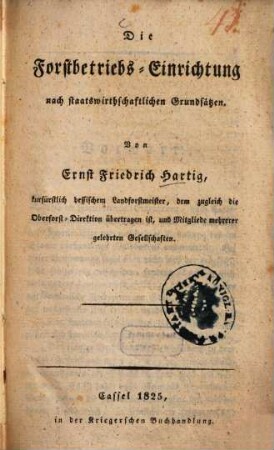 Die
Forstbetriebs-Einrichtung
nach staatswirthschaftlichen Grundsätzen.
Von
Ernst Friedrich Hartig,
kurfürstlich hessischem Landforstmeister, dem zugleich die
Oberforst-Direktion übertragen ist, und Mitgliede mehrerer
gelehrten Gesellschaften.
Cassel 1825,
in der Kriegerschen Buchhandlung.